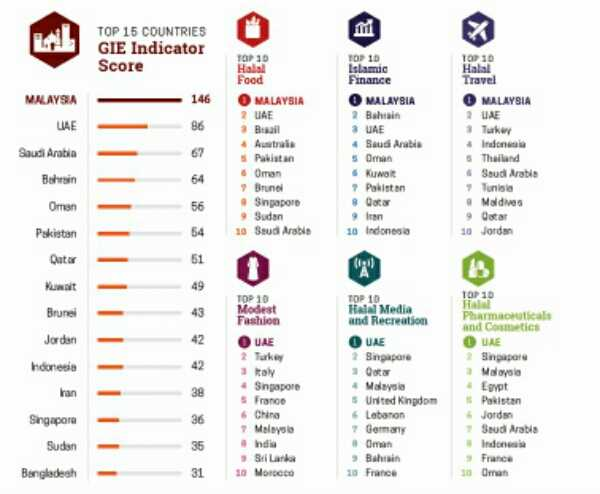 TOP 15 COUNTRIES
GIE Indicator
Score
MALAYSIA 146
UAE 86
Saudi Arabia 67
Bahrain 64
Oman 56
Pakistan 54
Qatar 51
Kuwait 49
Brunei 43
Jordan 42
Indonesia 42
Iran 38
Singapore 36
Sudan 35
Bangladesh 31
TOP 10
Halal
Food
1 MALAYSIA
2 UAE
3 Brazil
4 Australia
5 Pakistan
6 Oman
7 Brunei
8 Singapore
9 Sudan
10 Saudi Arabia
TOP 10
Islamic
Finance
1 MALAYSIA
2 Bahrain
3 UAE
4 Saudi Arabia
5 Oman
6 Kuwait
7 Pakistan
8 Qatar
9 Iran
10 Indonesia
TOP 10
Halal
Travel
1 MALAYSIA
2 UAE
3 Turkey
4 Indonesia
5 Thailand
6 Saudi Arabia
7 Tunisia
8 Maldives
9 Qatar
10 Jordan
TOP 10
Modest
Fashion
1 UAE
2 Turkey
3 Italy
4 Singapore
5 France
6 China
7 Malaysia
8 India
9 Sri Lanka
10 Morocco
TOP 10
Halal Media
and Recreation
1 UAE
2 Singapore
3 Qatar
4 Malaysia
5 United Kingdom
6 Lebanon
7 Germany
8 Oman
9 Bahrain
10 France
TOP 10
Halal
Pharmaceuticals
and Cosmetics
1 UAE
2 Singapore
3 Malaysia
4 Egypt
5 Pakistan
6 Jordan
7 Saudi Arabia
8 Indonesia
9 France
10 Oman